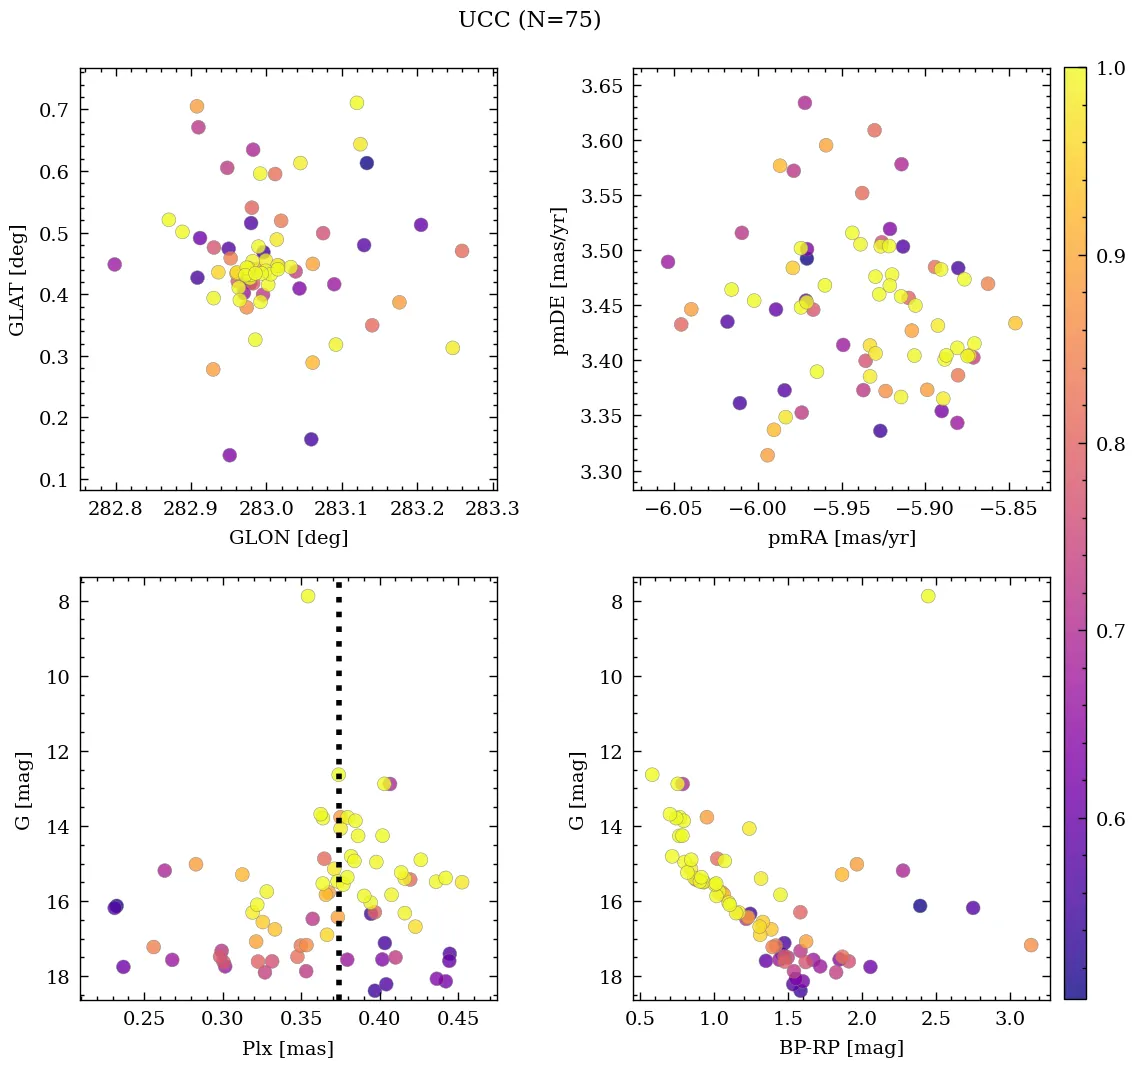 UCC (N=75)
0.7
0.6
0.5
0.4
0.3
0.2
0.1
GLAT [deg]
282.8 282.9 283.0 283.1 283.2 283.3
GLON [deg]
3.65
3.60
3.55
3.50
3.45
3.40
3.35
3.30
pmDE [mas/yr]
−6.05 −6.00 −5.95 −5.90 −5.85
pmRA [mas/yr]
8
10
12
14
16
18
G [mag]
0.25 0.30 0.35 0.40 0.45
Plx [mas]
8
10
12
14
16
18
G [mag]
0.5 1.0 1.5 2.0 2.5 3.0
BP-RP [mag]
1.0
0.9
0.8
0.7
0.6